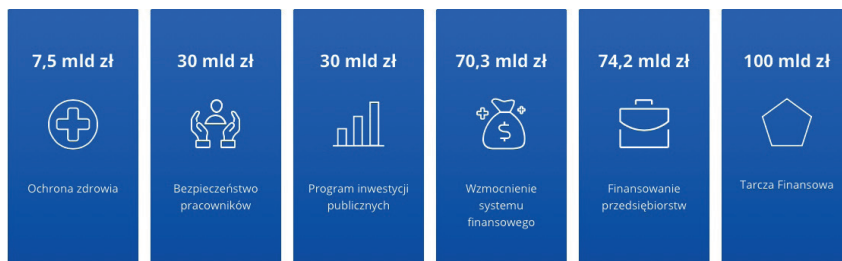 7,5 mld zł
Ochrona zdrowia
30 mld zł
Bezpieczeństwo
pracowników
30 mld zł
Program inwestycji
publicznych
70,3 mld zł
$
Wzmocnienie
systemu
finansowego
74,2 mld zł
Finansowanie
przedsiębiorstw
100 mld zł
Tarcza Finansowa